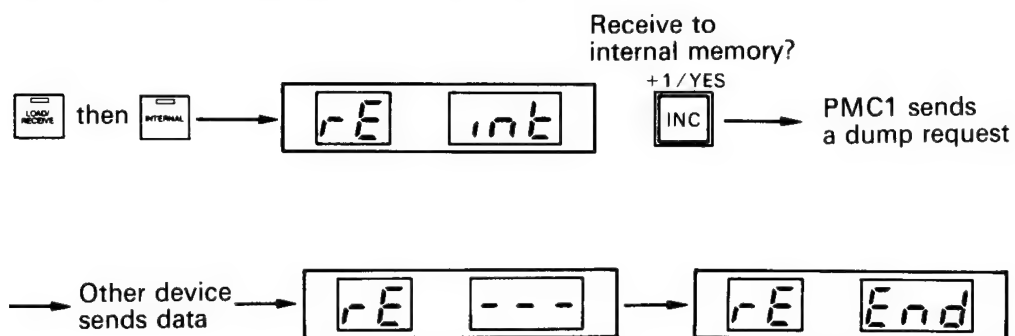 Receive to
internal memory?
+1/YES
LOAD/
RECEIVE
then
INTERNAL
rE
int
INC
PMC1 sends
a dump request
Other device
sends data
rE
---
rE
End